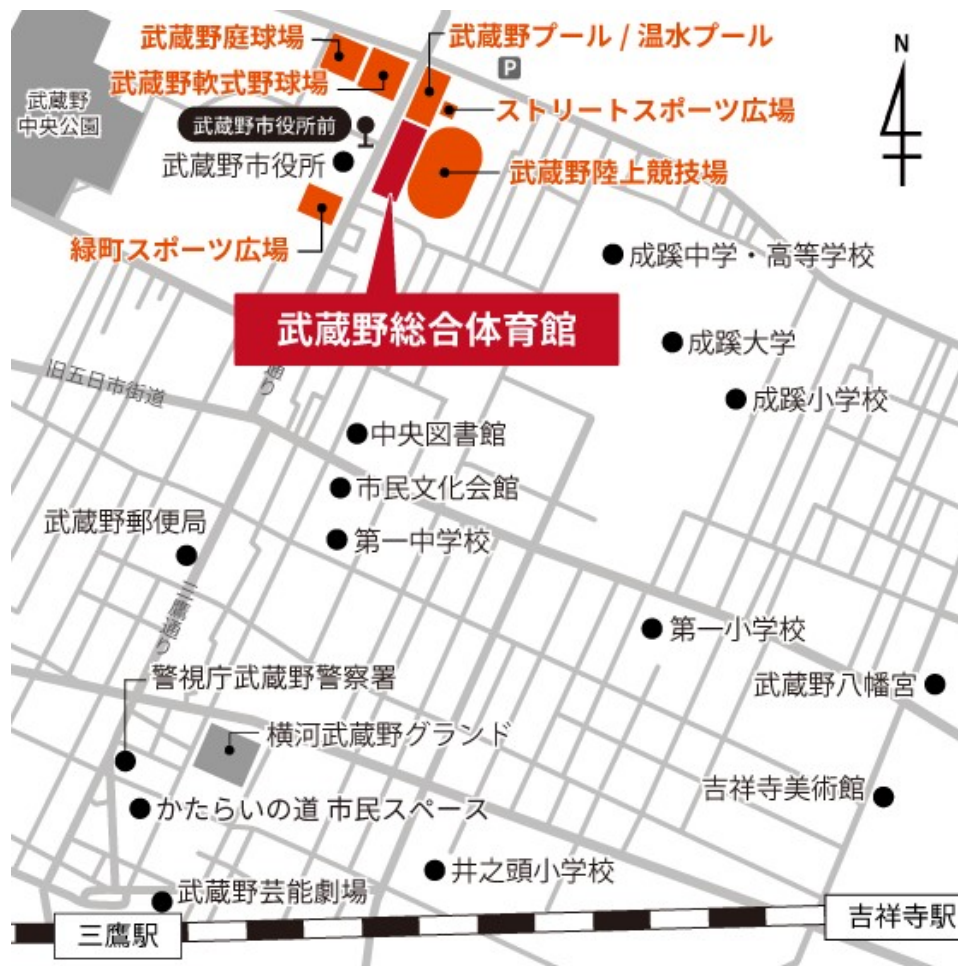 武蔵野庭球場
武蔵野プール / 温水プール
N
P
武蔵野軟式野球場
武蔵野
中央公園
ストリートスポーツ広場
武蔵野市役所前
武蔵野市役所
武蔵野陸上競技場
緑町スポーツ広場
成蹊中学・高等学校
武蔵野総合体育館
成蹊大学
通り
旧五日市街道
成蹊小学校
中央図書館
市民文化会館
武蔵野郵便局
第一中学校
三鷹通り
第一小学校
警視庁武蔵野警察署
武蔵野八幡宮
横河武蔵野グランド
吉祥寺美術館
かたらいの道 市民スペース
井之頭小学校
武蔵野芸能劇場
吉祥寺駅
三鷹駅